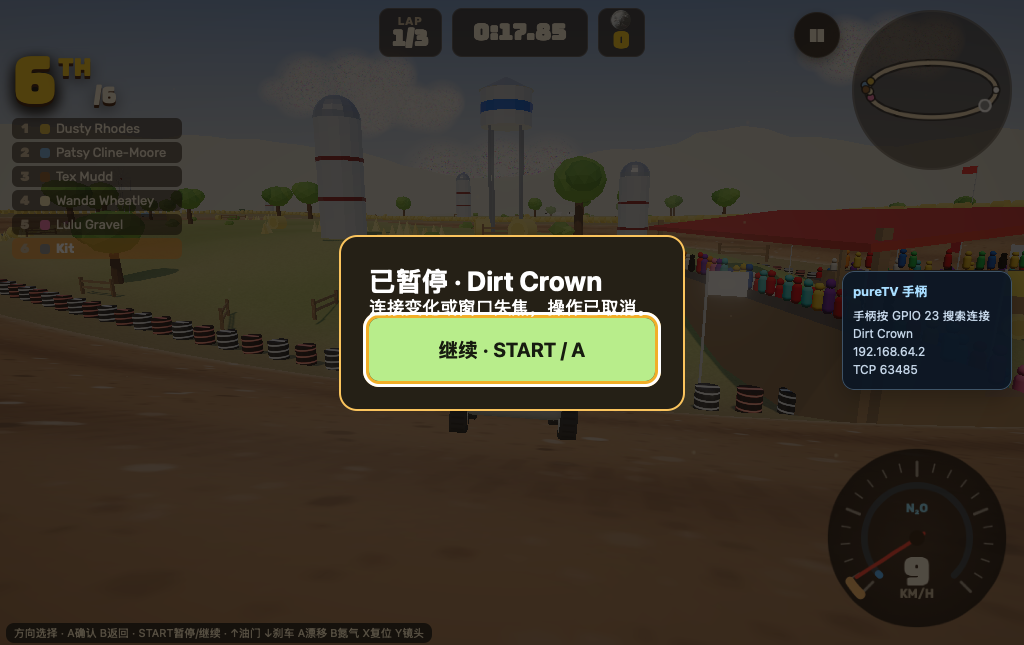 LAP
1/3
0:17.85
0
6TH/6
1 Dusty Rhodes
2 Patsy Cline-Moore
3 Tex Mudd
4 Wanda Wheatley
5 Lulu Gravel
6 Kit
已暂停 · Dirt Crown
连接变化或窗口失焦，操作已取消。
继续 · START / A
pureTV 手柄
手柄按 GPIO 23 搜索连接
Dirt Crown
192.168.64.2
TCP 63485
N₂O
9
KM/H
方向选择 · A确认 B返回 · START暂停/继续 · ↑油门 ↓刹车 A漂移 B氮气 X复位 Y镜头